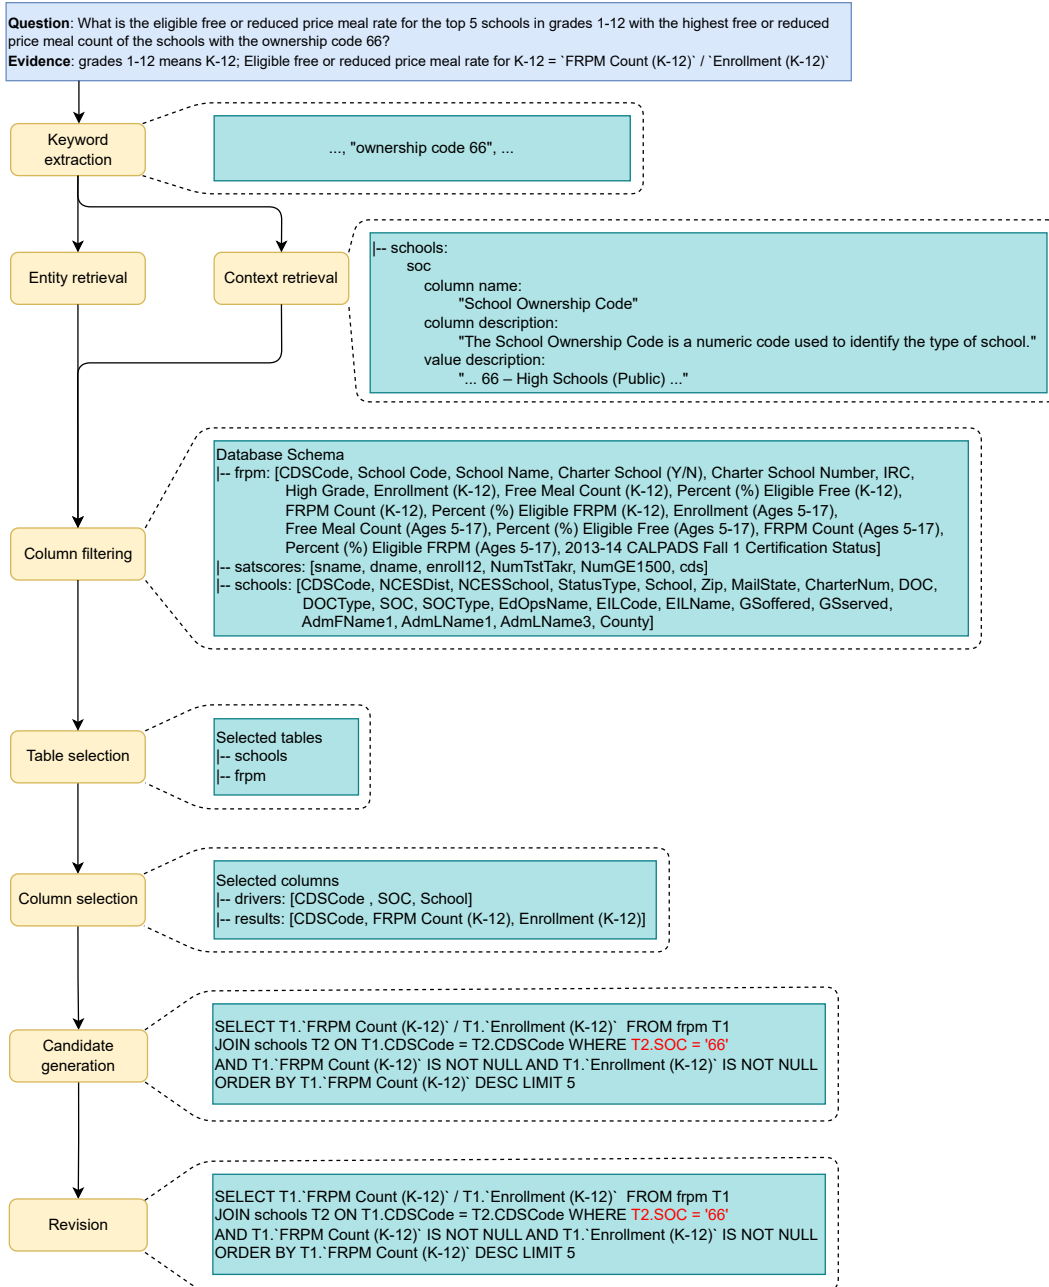 Question: What is the eligible free or reduced price meal rate for the top 5 schools in grades 1-12 with the highest free or reduced
price meal count of the schools with the ownership code 66?
Evidence: grades 1-12 means K-12; Eligible free or reduced price meal rate for K-12 = `FRPM Count (K-12)` / `Enrollment (K-12)`
Keyword
extraction
..., "ownership code 66", ...
Entity retrieval
Context retrieval
|-- schools:
soc
column name:
"School Ownership Code"
column description:
"The School Ownership Code is a numeric code used to identify the type of school."
value description:
"... 66 – High Schools (Public) ..."
Column filtering
Database Schema
|-- frpm: [CDSCode, School Code, School Name, Charter School (Y/N), Charter School Number, IRC,
High Grade, Enrollment (K-12), Free Meal Count (K-12), Percent (%) Eligible Free (K-12),
FRPM Count (K-12), Percent (%) Eligible FRPM (K-12), Enrollment (Ages 5-17),
Free Meal Count (Ages 5-17), Percent (%) Eligible Free (Ages 5-17), FRPM Count (Ages 5-17),
Percent (%) Eligible FRPM (Ages 5-17), 2013-14 CALPADS Fall 1 Certification Status]
|-- satscores: [sname, dname, enroll12, NumTstTakr, NumGE1500, cds]
|-- schools: [CDSCode, NCESDist, NCESSchool, StatusType, School, Zip, MailState, CharterNum, DOC,
DOCType, SOC, SOCType, EdOpsName, EILCode, EILName, GSoffered, GSserved,
AdmFName1, AdmLName1, AdmLName3, County]
Table selection
Selected tables
|-- schools
|-- frpm
Column selection
Selected columns
|-- drivers: [CDSCode , SOC, School]
|-- results: [CDSCode, FRPM Count (K-12), Enrollment (K-12)]
Candidate
generation
SELECT T1.`FRPM Count (K-12)` / T1.`Enrollment (K-12)` FROM frpm T1
JOIN schools T2 ON T1.CDSCode = T2.CDSCode WHERE T2.SOC = '66'
AND T1.`FRPM Count (K-12)` IS NOT NULL AND T1.`Enrollment (K-12)` IS NOT NULL
ORDER BY T1.`FRPM Count (K-12)` DESC LIMIT 5
Revision
SELECT T1.`FRPM Count (K-12)` / T1.`Enrollment (K-12)` FROM frpm T1
JOIN schools T2 ON T1.CDSCode = T2.CDSCode WHERE T2.SOC = '66'
AND T1.`FRPM Count (K-12)` IS NOT NULL AND T1.`Enrollment (K-12)` IS NOT NULL
ORDER BY T1.`FRPM Count (K-12)` DESC LIMIT 5